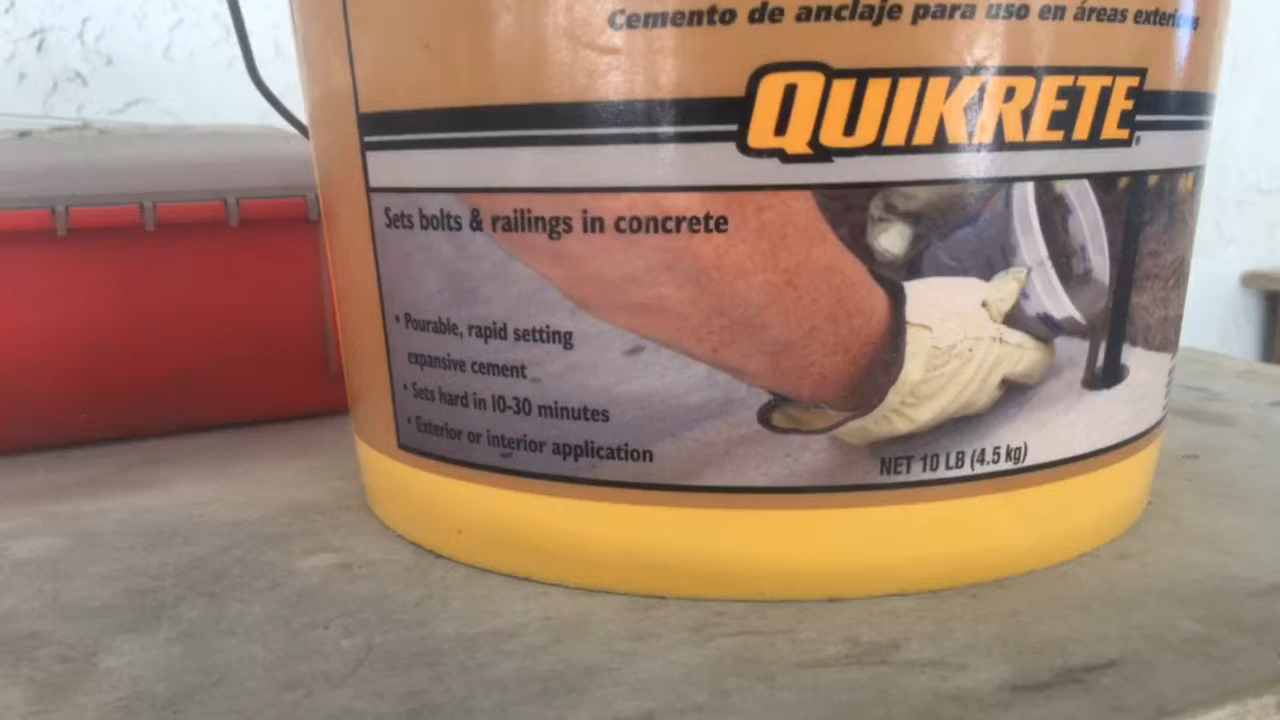 Cemento de anclaje para uso en áreas exteriores
QUIKRETE
Sets bolts & railings in concrete
• Pourable, rapid setting
expansive cement
• Sets hard in 10-30 minutes
• Exterior or interior application
NET 10 LB (4.5 kg)